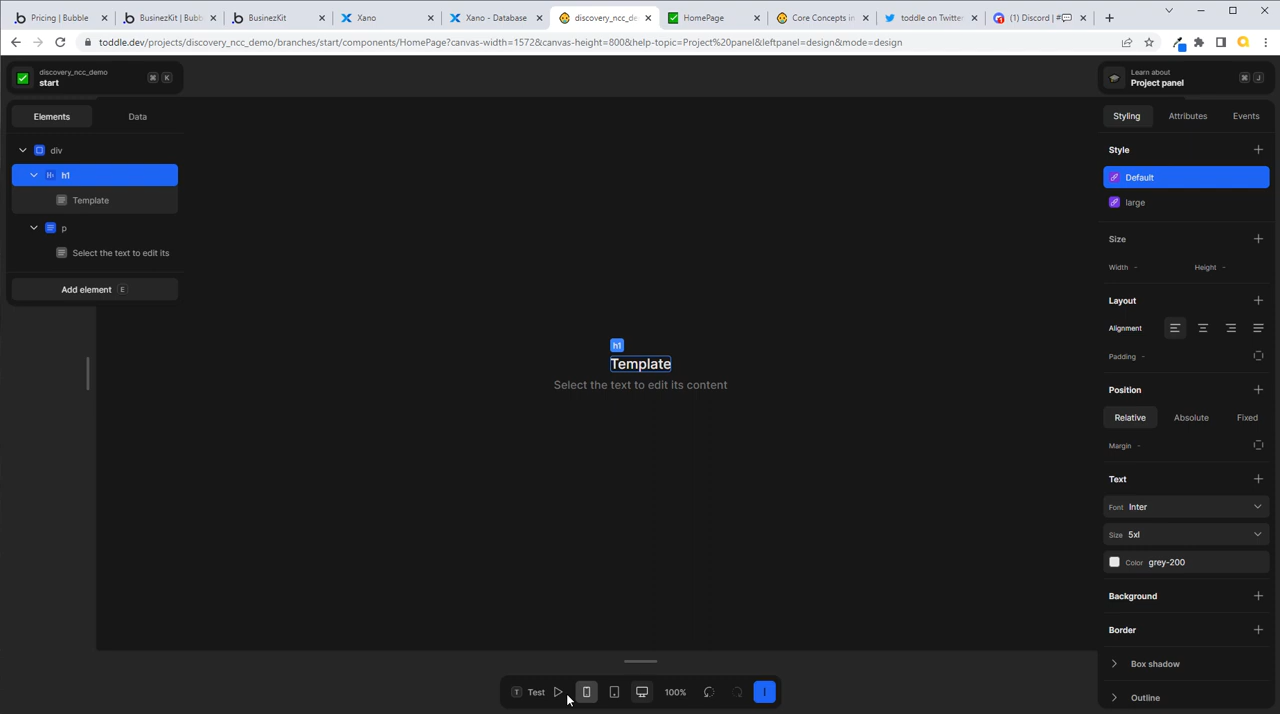 Pricing | Bubble
BusinezKit | Bubb
BusinezKit
Xano
Xano - Database
discovery_ncc_de
HomePage
Core Concepts in
toddle on Twitter
(1) Discord | #
toddle.dev/projects/discovery_ncc_demo/branches/start/components/HomePage?canvas-width=1572&canvas-height=800&help-topic=Project%20panel&leftpanel=design&mode=design
discovery_ncc_demo
start
⌘ K
Learn about
Project panel
⌘ J
Elements
Data
div
h1
Template
p
Select the text to edit its
Add element E
h1
Template
Select the text to edit its content
Styling
Attributes
Events
Style
Default
large
Size
Width -
Height -
Layout
Alignment
Padding -
Position
Relative
Absolute
Fixed
Margin -
Text
Font Inter
Size 5xl
Color grey-200
Background
Border
Box shadow
Outline
T Test
100%